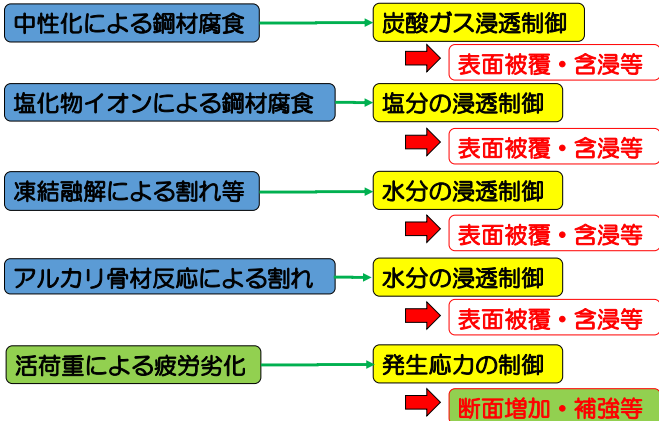 中性化による鋼材腐食
炭酸ガス浸透制御
表面被覆・含浸等
塩化物イオンによる鋼材腐食
塩分の浸透制御
表面被覆・含浸等
凍結融解による割れ等
水分の浸透制御
表面被覆・含浸等
アルカリ骨材反応による割れ
水分の浸透制御
表面被覆・含浸等
活荷重による疲労劣化
発生応力の制御
断面増加・補強等